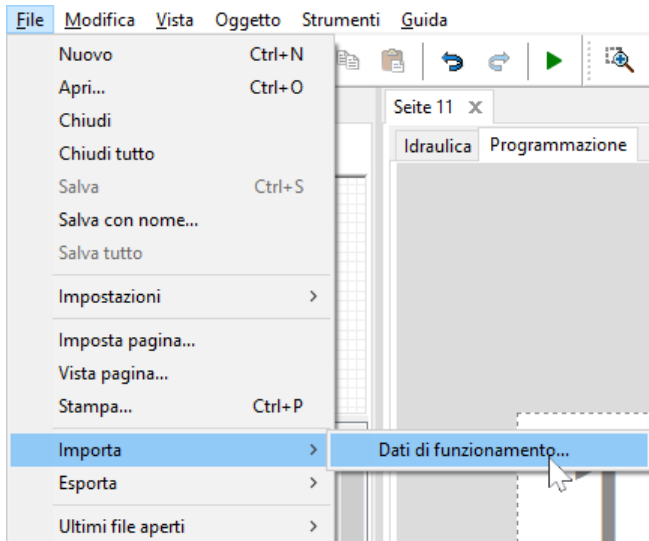 File Modifica Vista Oggetto Strumenti Guida
Nuovo Ctrl+N
Apri... Ctrl+O
Chiudi
Chiudi tutto
Salva Ctrl+S
Salva con nome...
Salva tutto
Impostazioni
Imposta pagina...
Vista pagina...
Stampa... Ctrl+P
Importa
Esporta
Ultimi file aperti
Seite 11
Idraulica Programmazione
Dati di funzionamento...